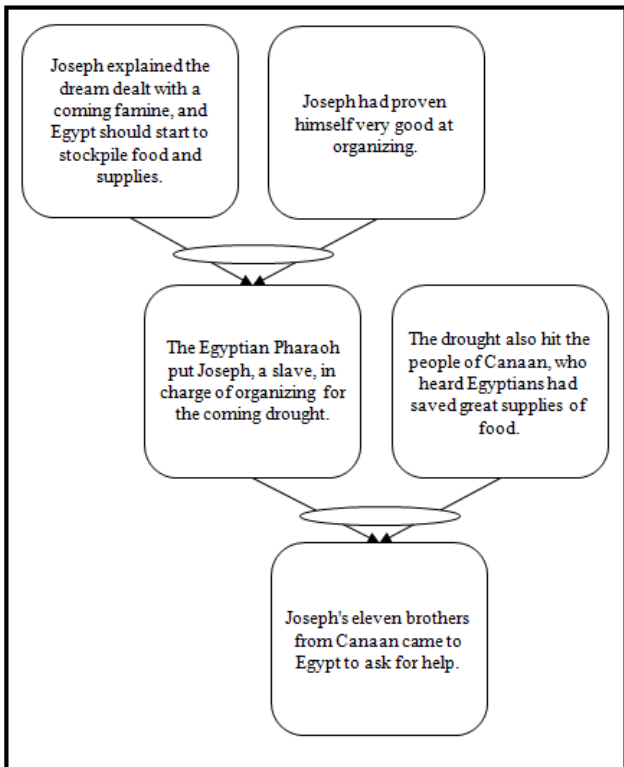 Joseph explained the
dream dealt with a
coming famine, and
Egypt should start to
stockpile food and
supplies.
Joseph had proven
himself very good at
organizing.
The Egyptian Pharaoh
put Joseph, a slave, in
charge of organizing for
the coming drought.
The drought also hit the
people of Canaan, who
heard Egyptians had
saved great supplies of
food.
Joseph's eleven brothers
from Canaan came to
Egypt to ask for help.